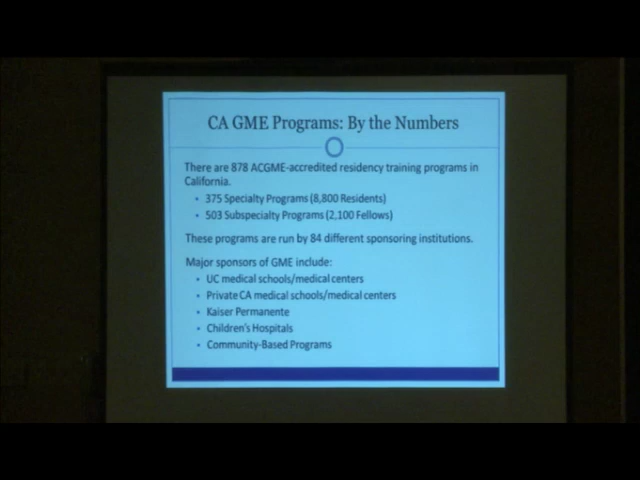 CA GME Programs: By the Numbers
There are 878 ACGME-accredited residency training programs in
California.
• 375 Specialty Programs (8,800 Residents)
• 503 Subspecialty Programs (2,100 Fellows)
These programs are run by 84 different sponsoring institutions.
Major sponsors of GME include:
• UC medical schools/medical centers
• Private CA medical schools/medical centers
• Kaiser Permanente
• Children's Hospitals
• Community-Based Programs